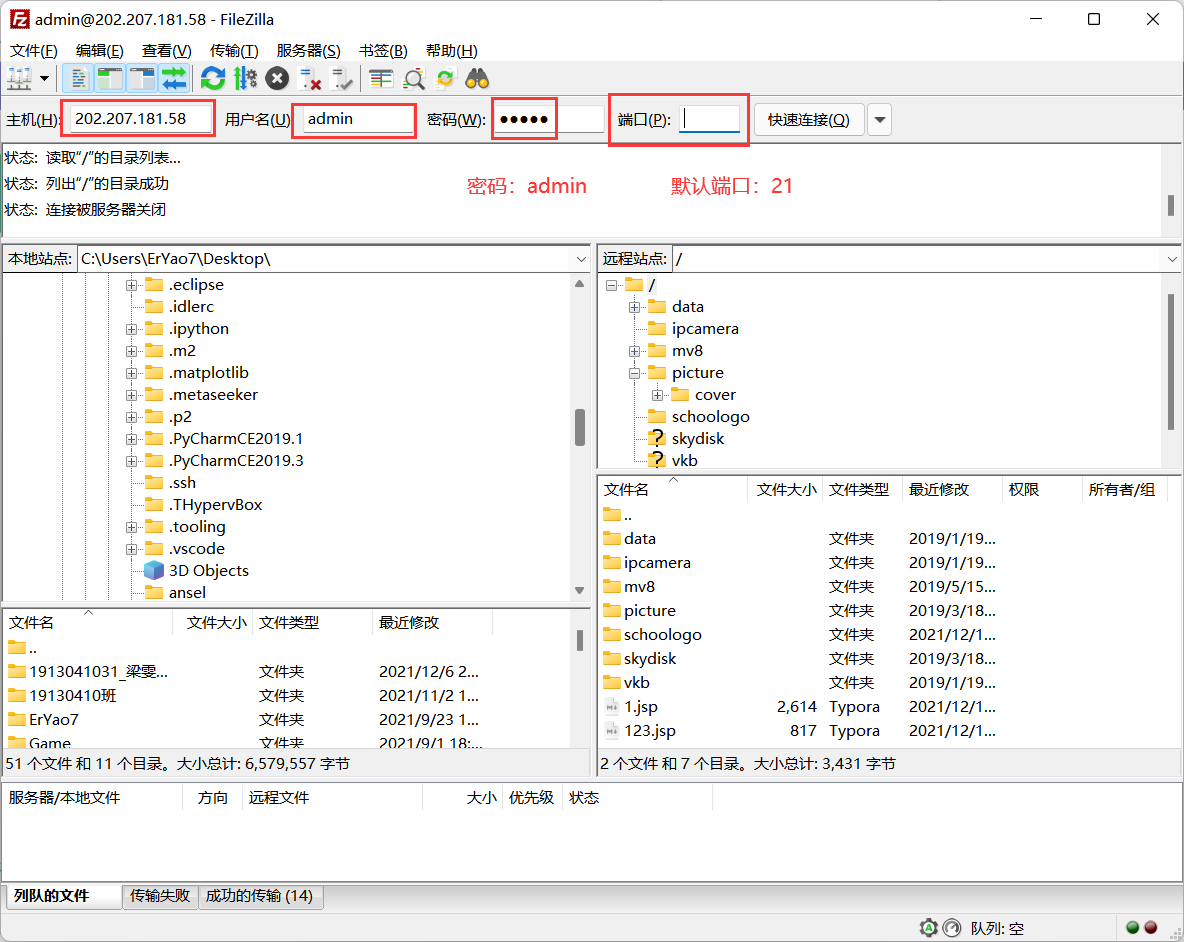 admin@202.207.181.58 - FileZilla
文件(F) 编辑(E) 查看(V) 传输(T) 服务器(S) 书签(B) 帮助(H)
主机(H): 202.207.181.58 用户名(U) admin 密码(W): ●●●●● 端口(P): 快速连接(Q)
状态: 读取“/”的目录列表...
状态: 列出“/”的目录成功
状态: 连接被服务器关闭
密码：admin 默认端口：21
本地站点: C:\Users\ErYao7\Desktop\
.eclipse
.idlerc
.ipython
.m2
.matplotlib
.metaseeker
.p2
.PyCharmCE2019.1
.PyCharmCE2019.3
.ssh
.THypervBox
.tooling
.vscode
3D Objects
ansel
文件名 文件大小 文件类型 最近修改
..
1913041031_梁雯... 文件夹 2021/12/6 2...
19130410班 文件夹 2021/11/2 1...
ErYao7 文件夹 2021/9/23 1...
Game 文件夹 2021/9/1 18:...
51 个文件 和 11 个目录。大小总计: 6,579,557 字节
远程站点: /
/
data
ipcamera
mv8
picture
cover
schoologo
skydisk
vkb
文件名 文件大小 文件类型 最近修改 权限 所有者/组
..
data 文件夹 2019/1/19...
ipcamera 文件夹 2019/1/19...
mv8 文件夹 2019/5/15...
picture 文件夹 2019/3/18...
schoologo 文件夹 2021/12/1...
skydisk 文件夹 2019/3/18...
vkb 文件夹 2019/1/19...
1.jsp 2,614 Typora 2021/12/1...
123.jsp 817 Typora 2021/12/1...
2 个文件 和 7 个目录。大小总计: 3,431 字节
服务器/本地文件 方向 远程文件 大小 优先级 状态
列队的文件 传输失败 成功的传输 (14)
队列: 空